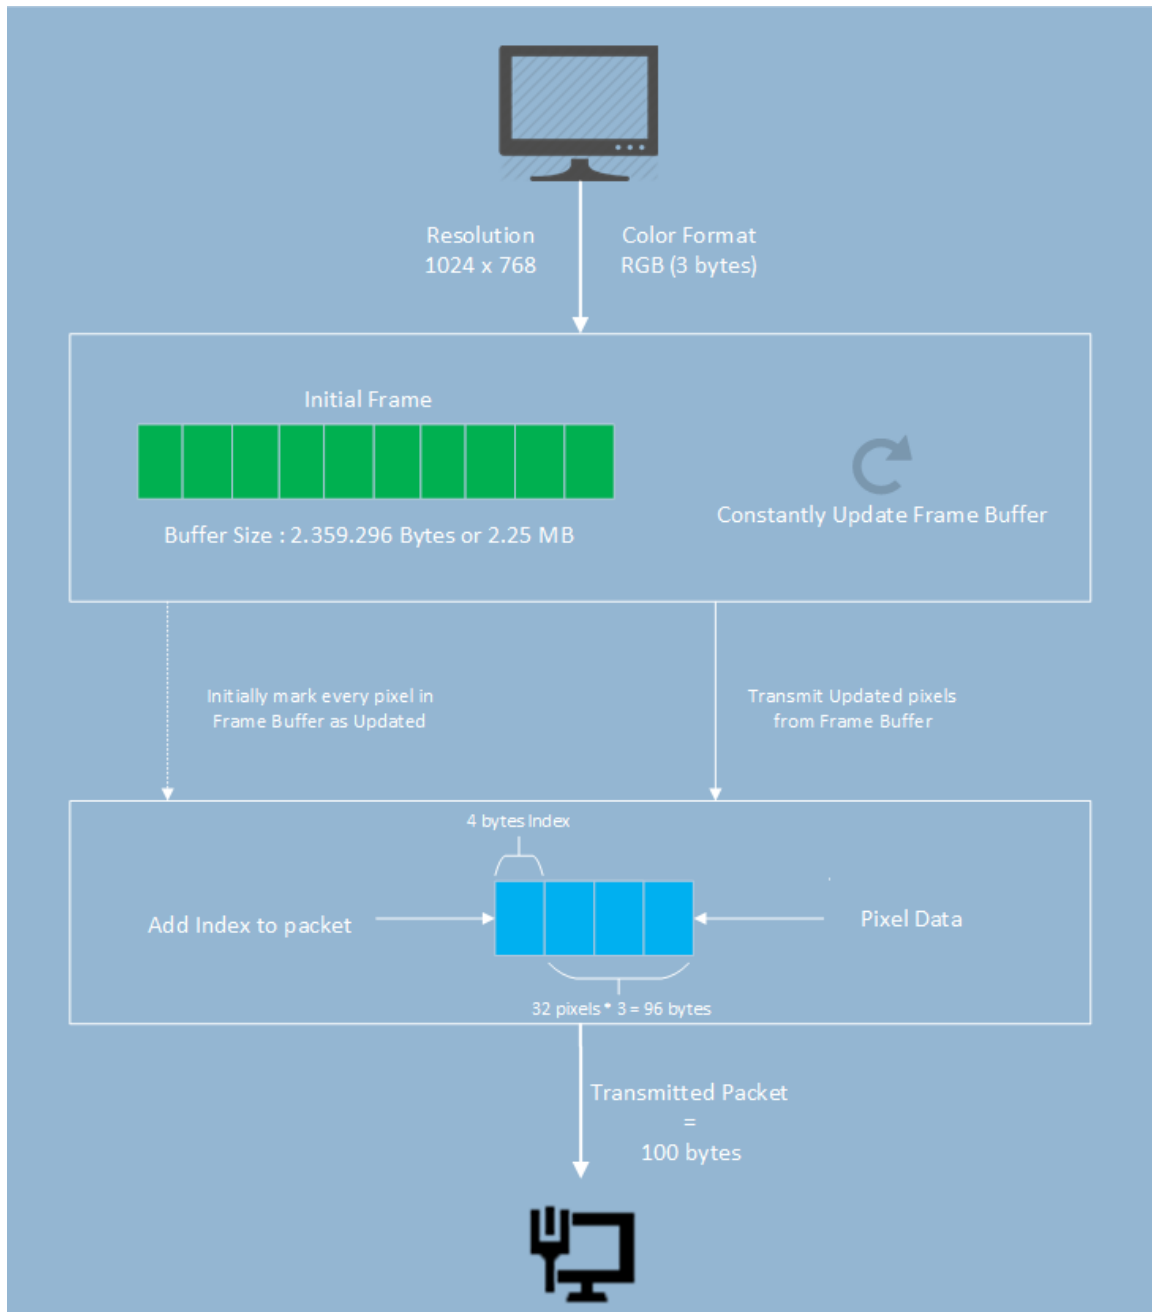 Resolution
1024 x 768
Color Format
RGB (3 bytes)
Initial Frame
Buffer Size : 2.359.296 Bytes or 2.25 MB
Constantly Update Frame Buffer
Initially mark every pixel in
Frame Buffer as Updated
Transmit Updated pixels
from Frame Buffer
4 bytes Index
Add Index to packet
Pixel Data
32 pixels * 3 = 96 bytes
Transmitted Packet
=
100 bytes